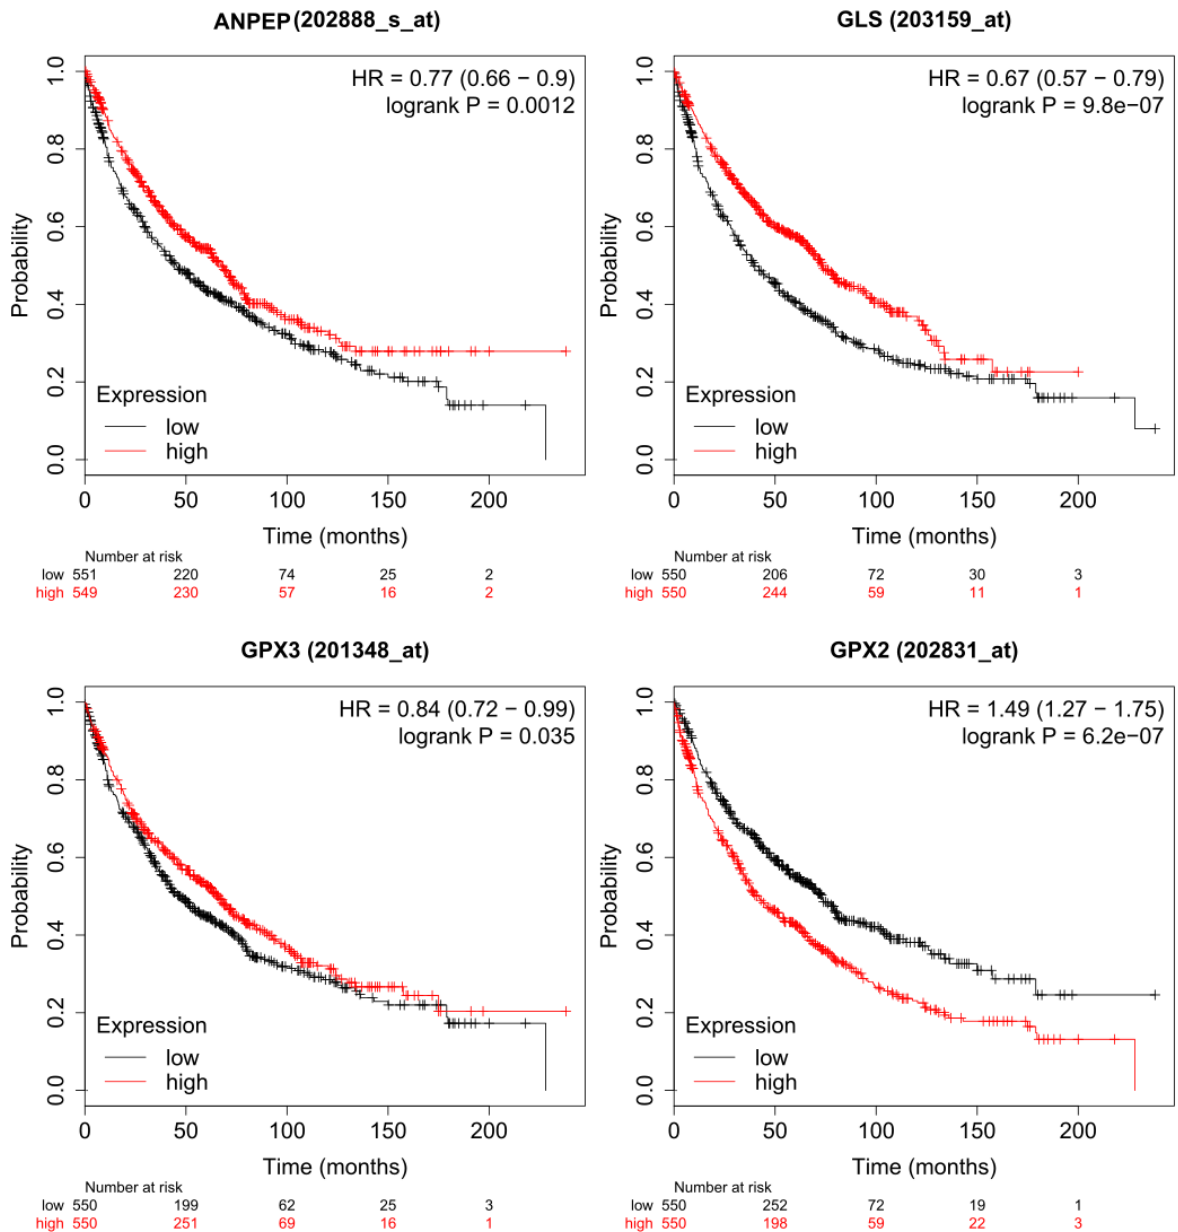 ANPEP (202888_s_at)
HR = 0.77 (0.66 − 0.9)
logrank P = 0.0012
Probability
1.0
0.8
0.6
0.4
0.2
0.0
Expression
low
high
0 50 100 150 200
Time (months)
Number at risk
low 551 220 74 25 2
high 549 230 57 16 2
GLS (203159_at)
HR = 0.67 (0.57 − 0.79)
logrank P = 9.8e−07
Probability
1.0
0.8
0.6
0.4
0.2
0.0
Expression
low
high
0 50 100 150 200
Time (months)
Number at risk
low 550 206 72 30 3
high 550 244 59 11 1
GPX3 (201348_at)
HR = 0.84 (0.72 − 0.99)
logrank P = 0.035
Probability
1.0
0.8
0.6
0.4
0.2
0.0
Expression
low
high
0 50 100 150 200
Time (months)
Number at risk
low 550 199 62 25 3
high 550 251 69 16 1
GPX2 (202831_at)
HR = 1.49 (1.27 − 1.75)
logrank P = 6.2e−07
Probability
1.0
0.8
0.6
0.4
0.2
0.0
Expression
low
high
0 50 100 150 200
Time (months)
Number at risk
low 550 252 72 19 1
high 550 198 59 22 3